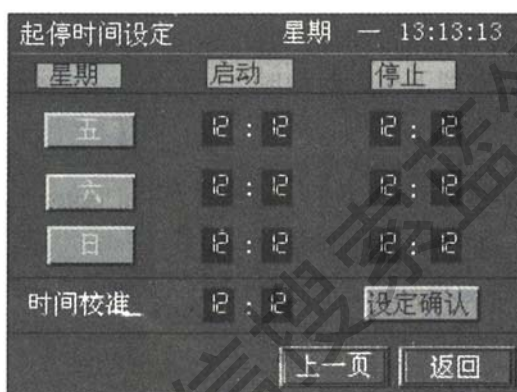 起停时间设定 星期 一 13:13:13
星期 启动 停止
五 12 : 12 12 : 12
六 12 : 12 12 : 12
日 12 : 12 12 : 12
时间校准 12 : 12 设定确认
上一页 返回